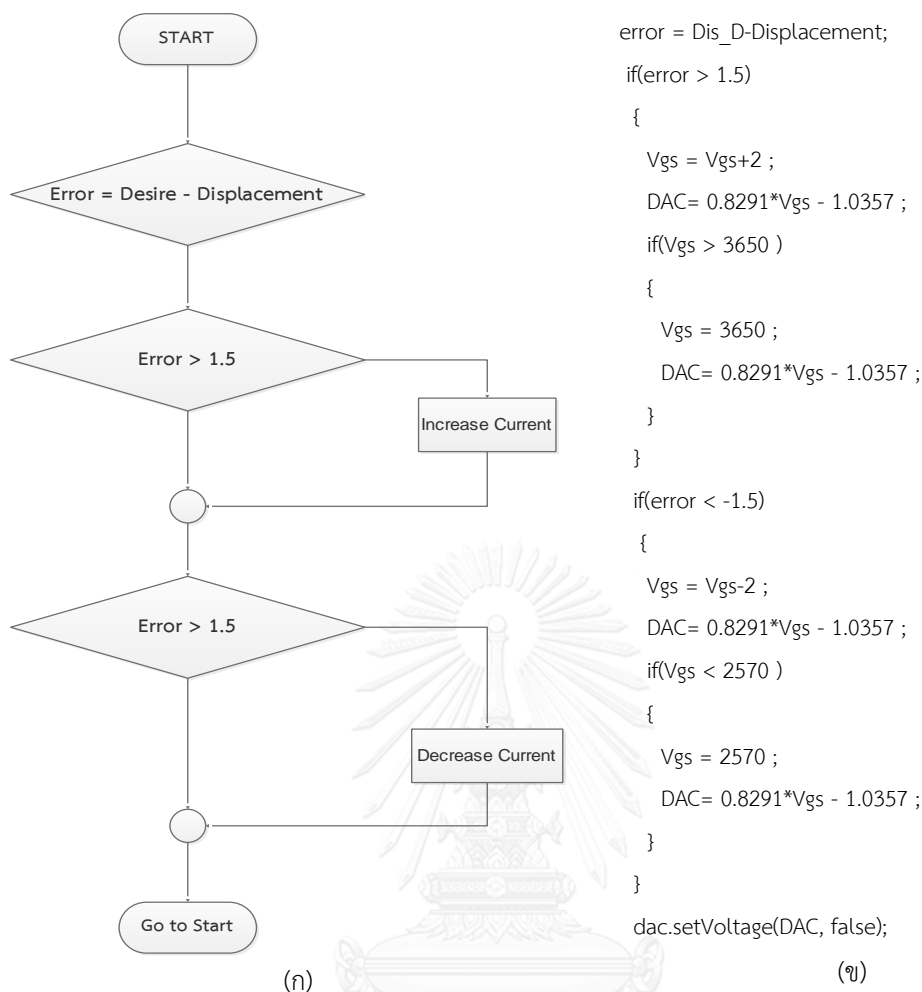 START
Error = Desire - Displacement
Error > 1.5
Increase Current
Error > 1.5
Decrease Current
Go to Start
(ก)
error = Dis_D-Displacement;
if(error > 1.5)
{
Vgs = Vgs+2 ;
DAC= 0.8291*Vgs - 1.0357 ;
if(Vgs > 3650 )
{
Vgs = 3650 ;
DAC= 0.8291*Vgs - 1.0357 ;
}
}
if(error < -1.5)
{
Vgs = Vgs-2 ;
DAC= 0.8291*Vgs - 1.0357 ;
if(Vgs < 2570 )
{
Vgs = 2570 ;
DAC= 0.8291*Vgs - 1.0357 ;
}
}
dac.setVoltage(DAC, false);
(ข)